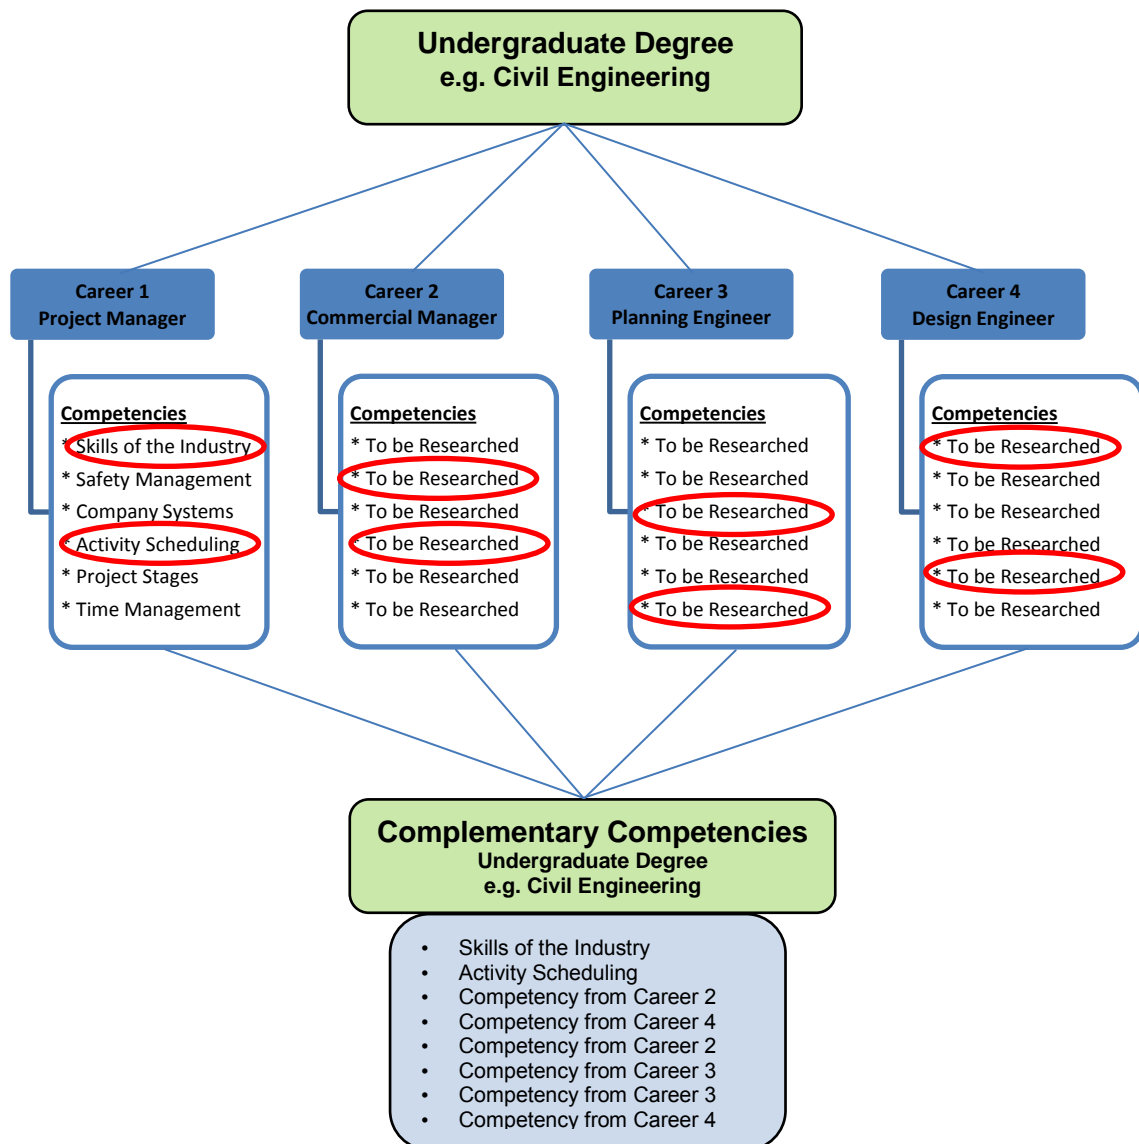 Undergraduate Degree
e.g. Civil Engineering
Career 1
Project Manager
Career 2
Commercial Manager
Career 3
Planning Engineer
Career 4
Design Engineer
Competencies
* Skills of the Industry
* Safety Management
* Company Systems
* Activity Scheduling
* Project Stages
* Time Management
Competencies
* To be Researched
* To be Researched
* To be Researched
* To be Researched
* To be Researched
* To be Researched
Competencies
* To be Researched
* To be Researched
* To be Researched
* To be Researched
* To be Researched
* To be Researched
Competencies
* To be Researched
* To be Researched
* To be Researched
* To be Researched
* To be Researched
* To be Researched
Complementary Competencies
Undergraduate Degree
e.g. Civil Engineering
• Skills of the Industry
• Activity Scheduling
• Competency from Career 2
• Competency from Career 4
• Competency from Career 2
• Competency from Career 3
• Competency from Career 3
• Competency from Career 4